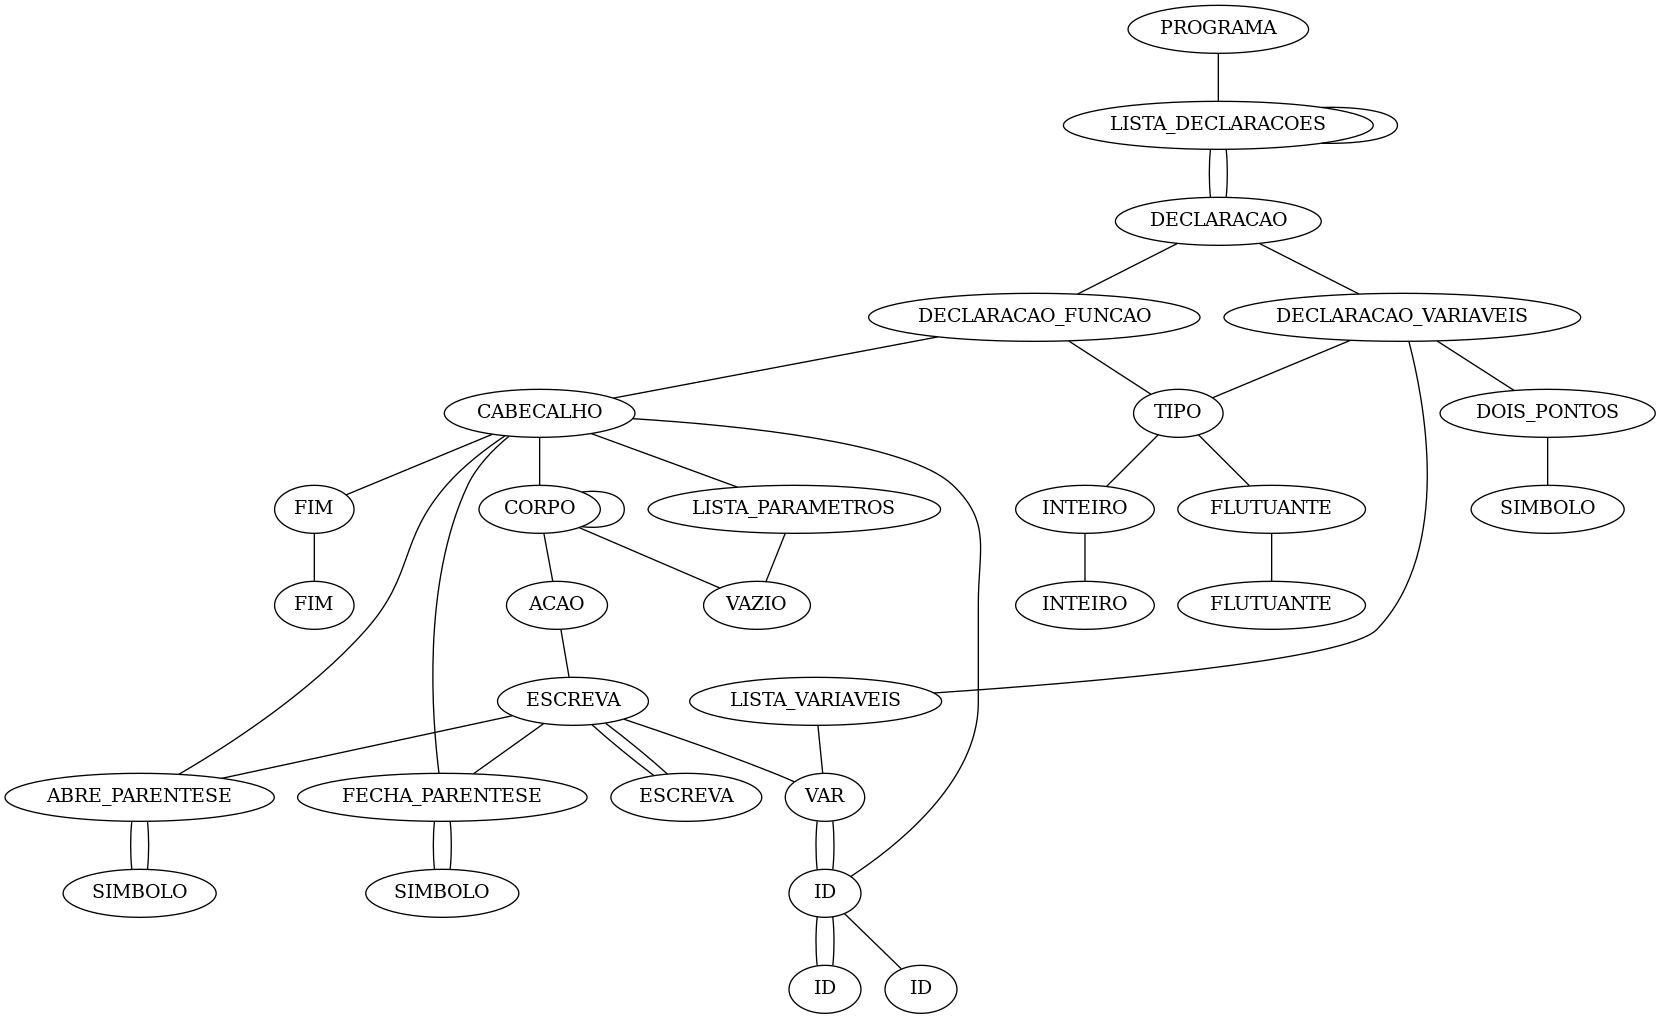 PROGRAMA
LISTA_DECLARACOES
DECLARACAO
DECLARACAO_FUNCAO
DECLARACAO_VARIAVEIS
CABECALHO
TIPO
DOIS_PONTOS
FIM
CORPO
LISTA_PARAMETROS
INTEIRO
FLUTUANTE
SIMBOLO
FIM
ACAO
VAZIO
INTEIRO
FLUTUANTE
ESCREVA
LISTA_VARIAVEIS
ABRE_PARENTESE
FECHA_PARENTESE
ESCREVA
VAR
SIMBOLO
SIMBOLO
ID
ID
ID